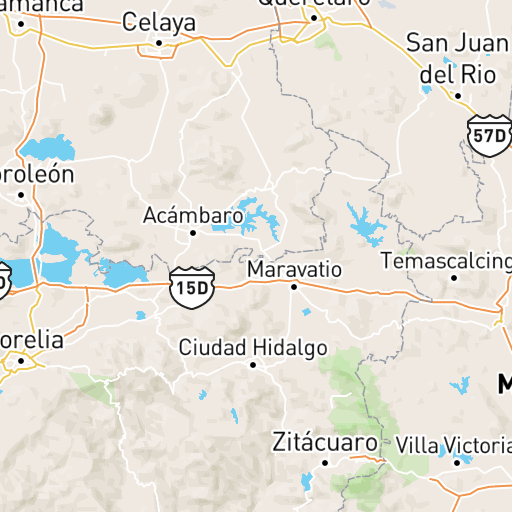 amanca
Celaya
Querétaro
San Juan
del Rio
57D
oroleón
Acámbaro
Temascalcing
Maravatio
15D
D
orelia
Ciudad Hidalgo
M
Zitácuaro
Villa Victoria